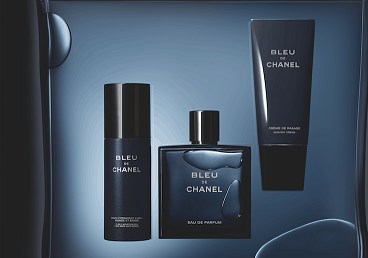 BLEU
DE
CHANEL
BLEU
DE
CHANEL
EAU DE PARFUM
BLEU
DE
CHANEL
CRÈME DE RASAGE
SHAVING CREAM